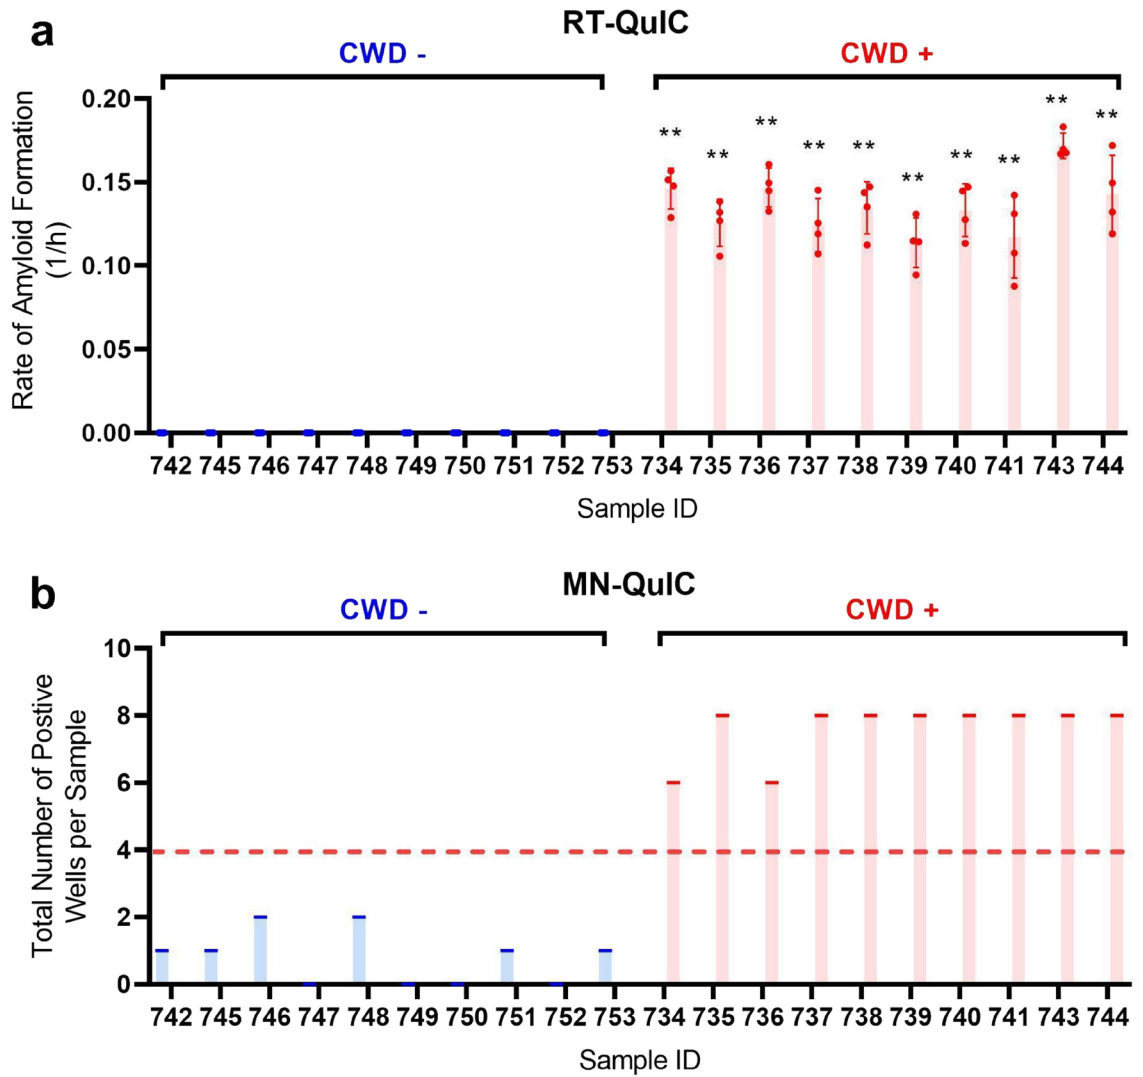 a
RT-QuIC
CWD -
CWD +
Rate of Amyloid Formation
(1/h)
0.20
0.15
0.10
0.05
0.00
** ** ** ** ** ** ** ** ** **
742 745 746 747 748 749 750 751 752 753 734 735 736 737 738 739 740 741 743 744
Sample ID
b
MN-QuIC
CWD -
CWD +
Total Number of Postive
Wells per Sample
10
8
6
4
2
0
742 745 746 747 748 749 750 751 752 753 734 735 736 737 738 739 740 741 743 744
Sample ID